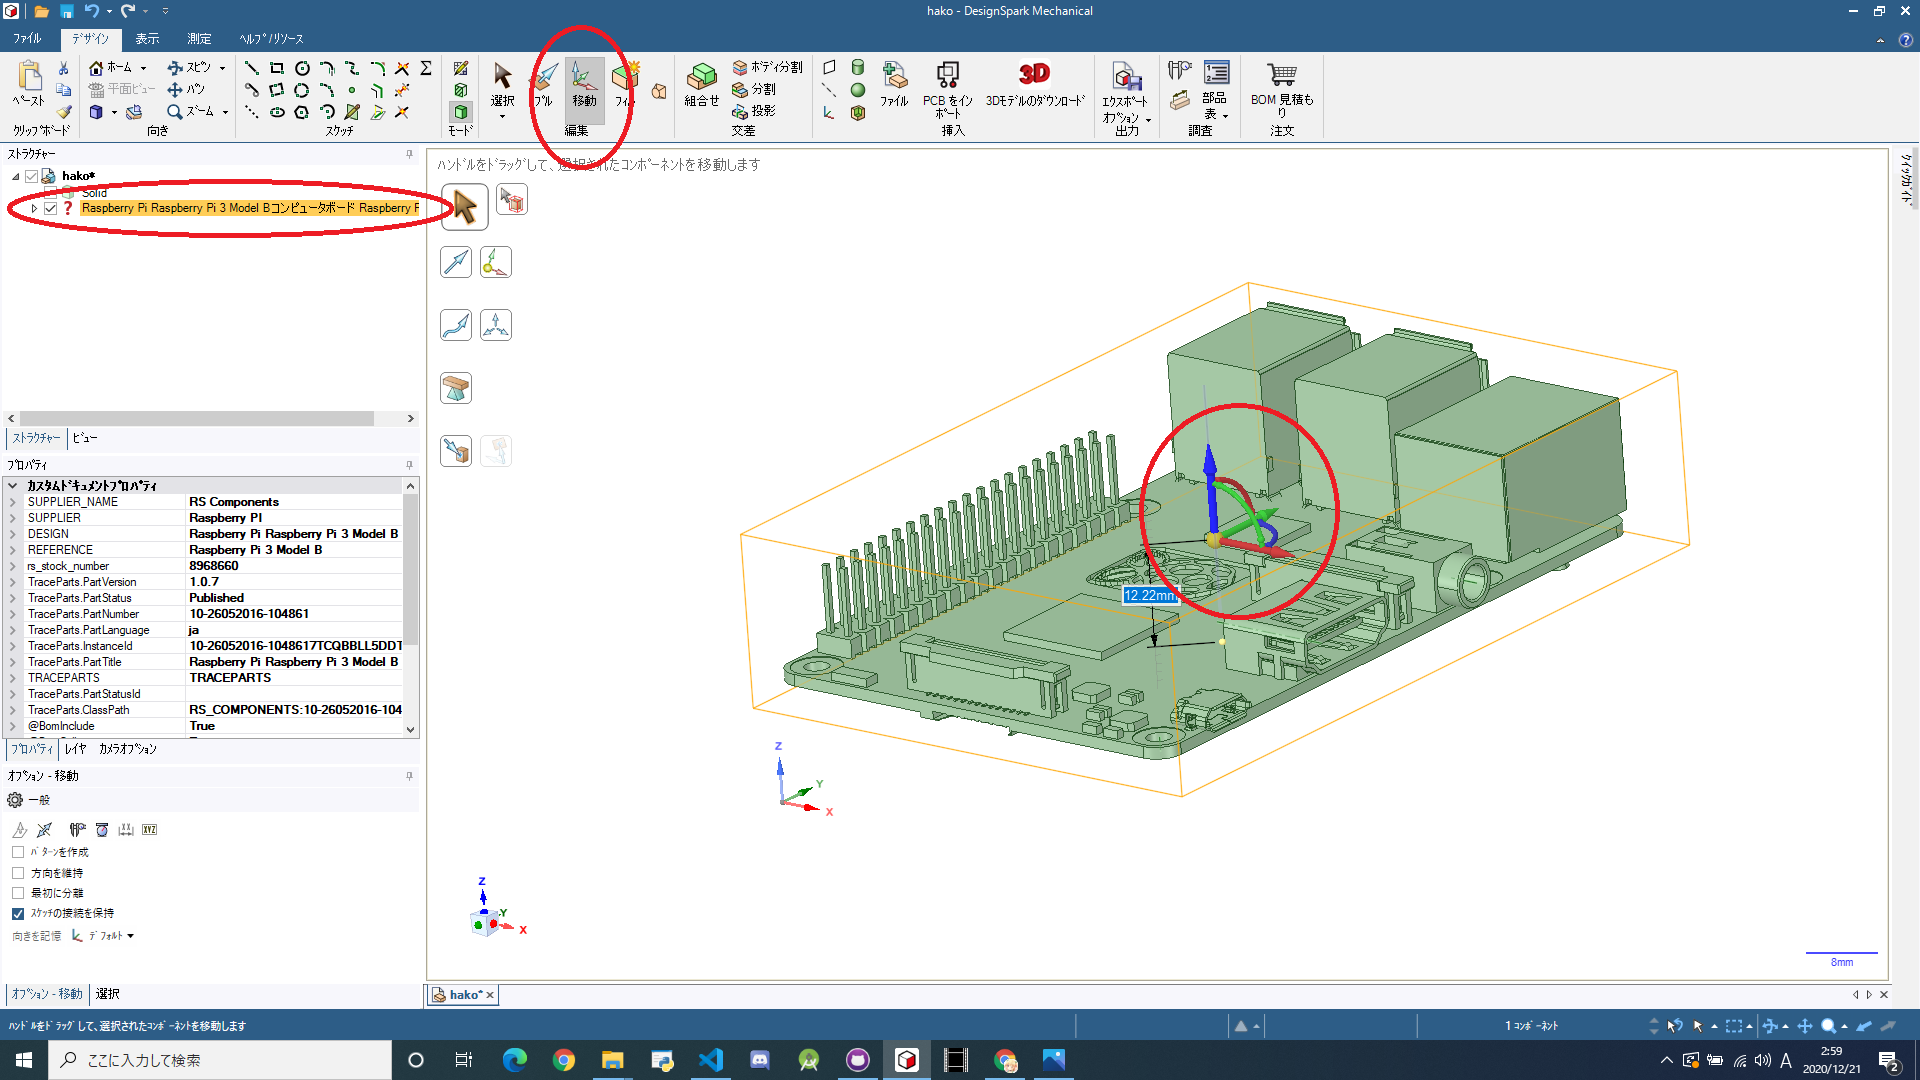 hako - DesignSpark Mechanical
ファイル デザイン 表示 測定 ヘルプ/リソース
ペースト
クリップボード
ホーム
平面ビュー
スピン
パン
ズーム
向き
スケッチ
モード
選択
プル
移動
フィル
編集
組合せ
ボディ分割
分割
投影
交差
ファイル
PCB をインポート
3Dモデルのダウンロード
挿入
エクスポート
オプション
出力
部品表
調査
BOM 見積もり
注文
クイックガイド
ストラクチャー
hako*
Solid
Raspberry Pi Raspberry Pi 3 Model Bコンピュータボード Raspberry P
ストラクチャー ビュー
プロパティ
カスタムドキュメントプロパティ
SUPPLIER_NAME RS Components
SUPPLIER Raspberry PI
DESIGN Raspberry Pi Raspberry Pi 3 Model B
REFERENCE Raspberry Pi 3 Model B
rs_stock_number 8968660
TraceParts.PartVersion 1.0.7
TraceParts.PartStatus Published
TraceParts.PartNumber 10-26052016-104861
TraceParts.PartLanguage ja
TraceParts.InstanceId 10-26052016-1048617TCQBBLL5DDT
TraceParts.PartTitle Raspberry Pi Raspberry Pi 3 Model B
TRACEPARTS TRACEPARTS
TraceParts.PartStatusId
TraceParts.ClassPath RS_COMPONENTS:10-26052016-104
@BomInclude True
プロパティ レイヤ カメラオプション
オプション - 移動
一般
XYZ
パターンを作成
方向を維持
最初に分離
スケッチの接続を保持
向きを記憶 デフォルト
オプション - 移動 選択
ハンドルをドラッグして、選択されたコンポーネントを移動します
12.22mm
Z
Y
X
Z
Y
X
8mm
hako*
ハンドルをドラッグして、選択されたコンポーネントを移動します
1 コンポーネント
ここに入力して検索
A
2:59
2020/12/21
2